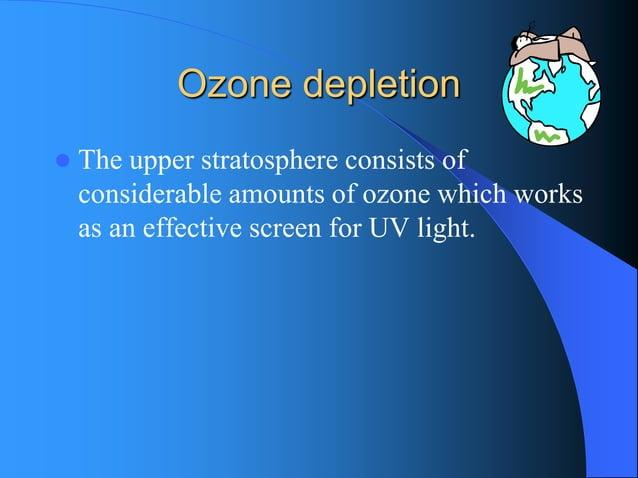 Ozone depletion
The upper stratosphere consists of
considerable amounts of ozone which works
as an effective screen for UV light.